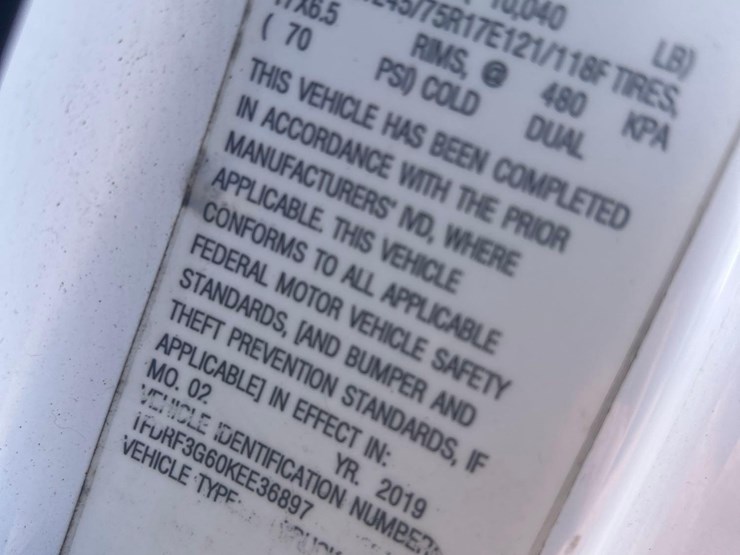 10,040 LB)
245/75R17E121/118F TIRES,
17X6.5 RIMS, @ 480 KPA
( 70 PSI) COLD DUAL
THIS VEHICLE HAS BEEN COMPLETED
IN ACCORDANCE WITH THE PRIOR
MANUFACTURERS' IVD, WHERE
APPLICABLE. THIS VEHICLE
CONFORMS TO ALL APPLICABLE
FEDERAL MOTOR VEHICLE SAFETY
STANDARDS, [AND BUMPER AND
THEFT PREVENTION STANDARDS, IF
APPLICABLE] IN EFFECT IN:
MO. 02 YR. 2019
VEHICLE IDENTIFICATION NUMBER
1FDRF3G60KEE36897
VEHICLE TYPE: